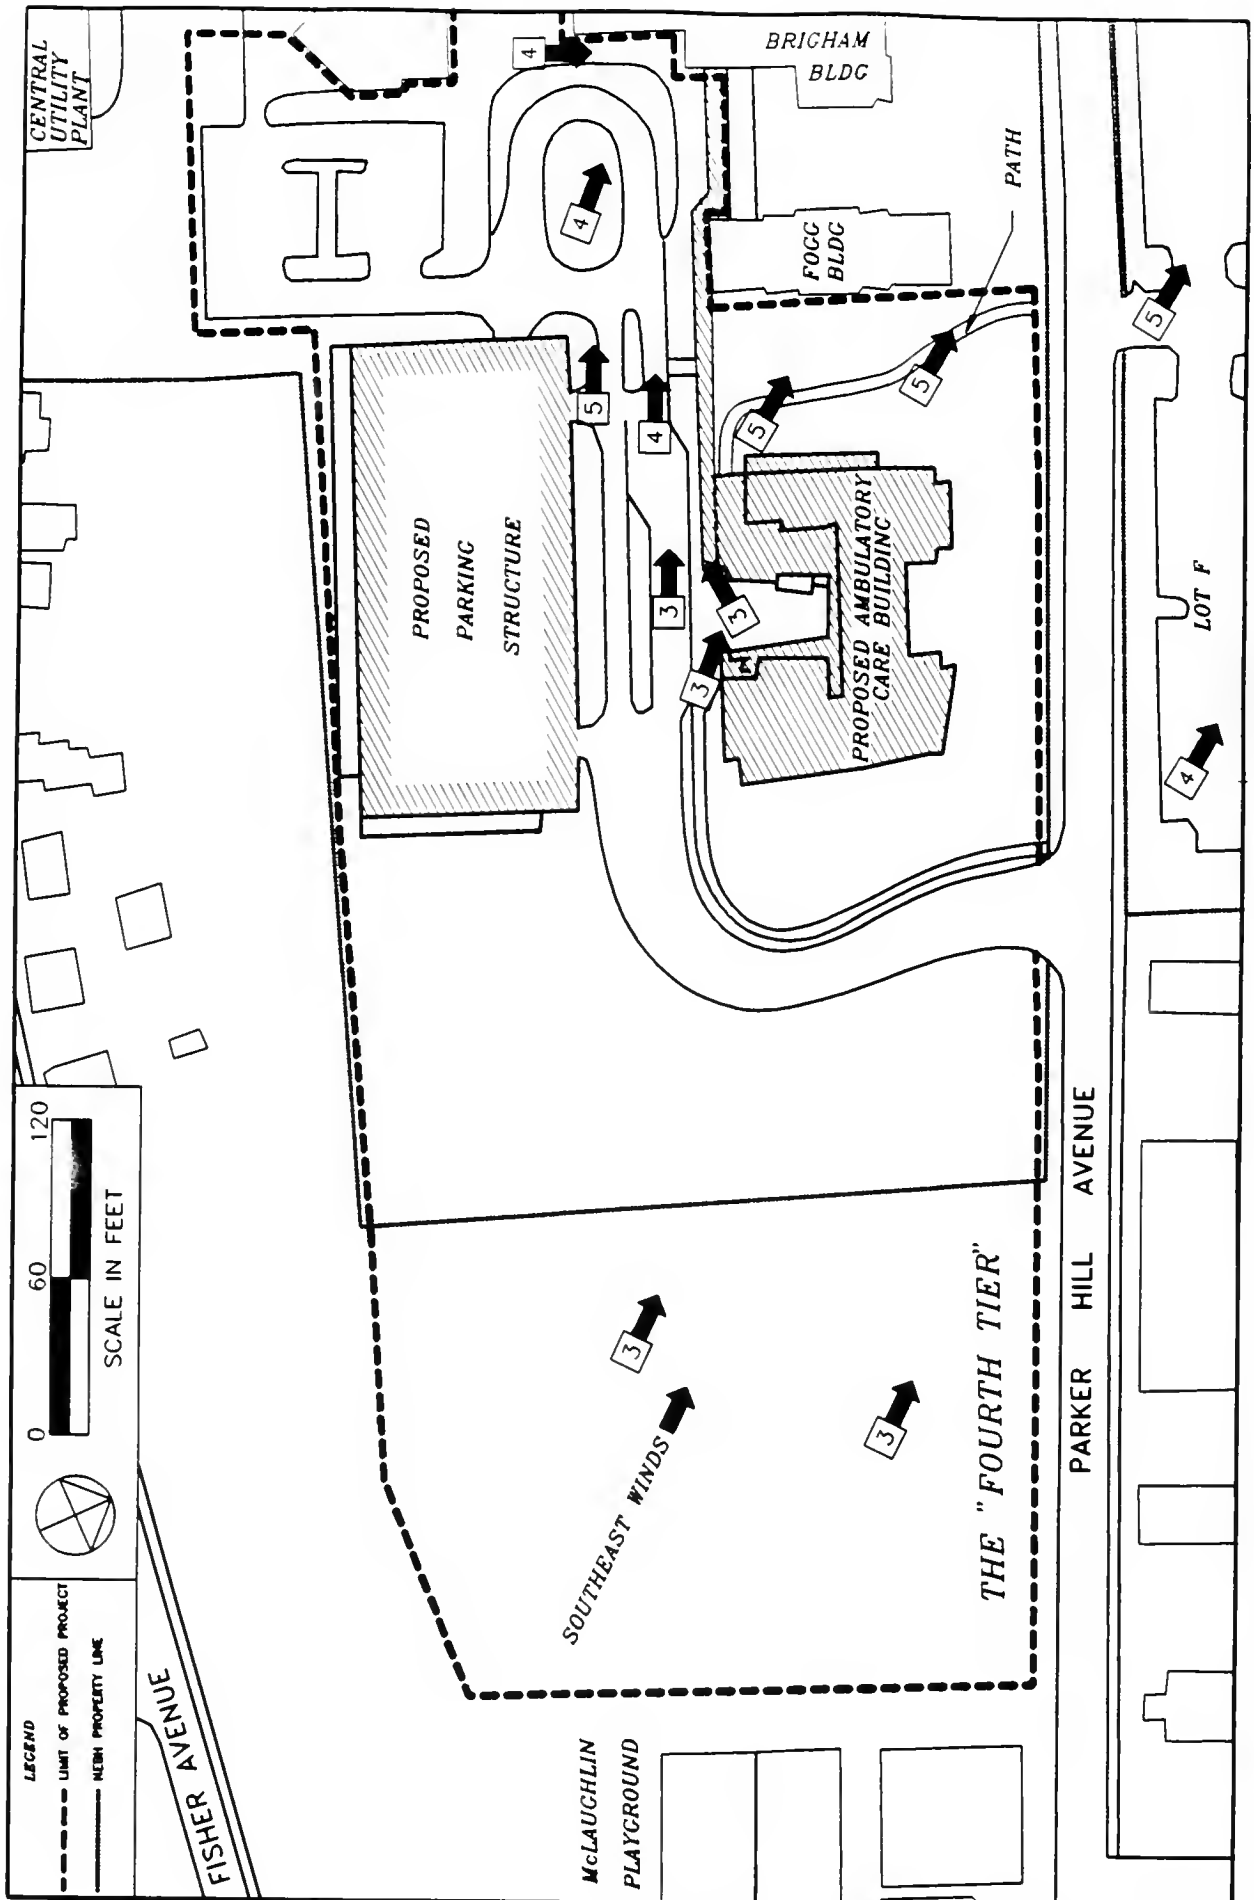 LEGEND
LIMIT OF PROPOSED PROJECT
NEBH PROPERTY LINE
0 60 120
SCALE IN FEET
FISHER AVENUE
CENTRAL
UTILITY
PLANT
BRIGHAM
BLDG
FOGG
BLDG
PATH
PROPOSED
PARKING
STRUCTURE
PROPOSED AMBULATORY
CARE BUILDING
LOT F
McLAUGHLIN
PLAYGROUND
SOUTHEAST WINDS
THE "FOURTH TIER"
PARKER HILL AVENUE
4
4
5
4
3
3
3
5
5
5
4
3
3